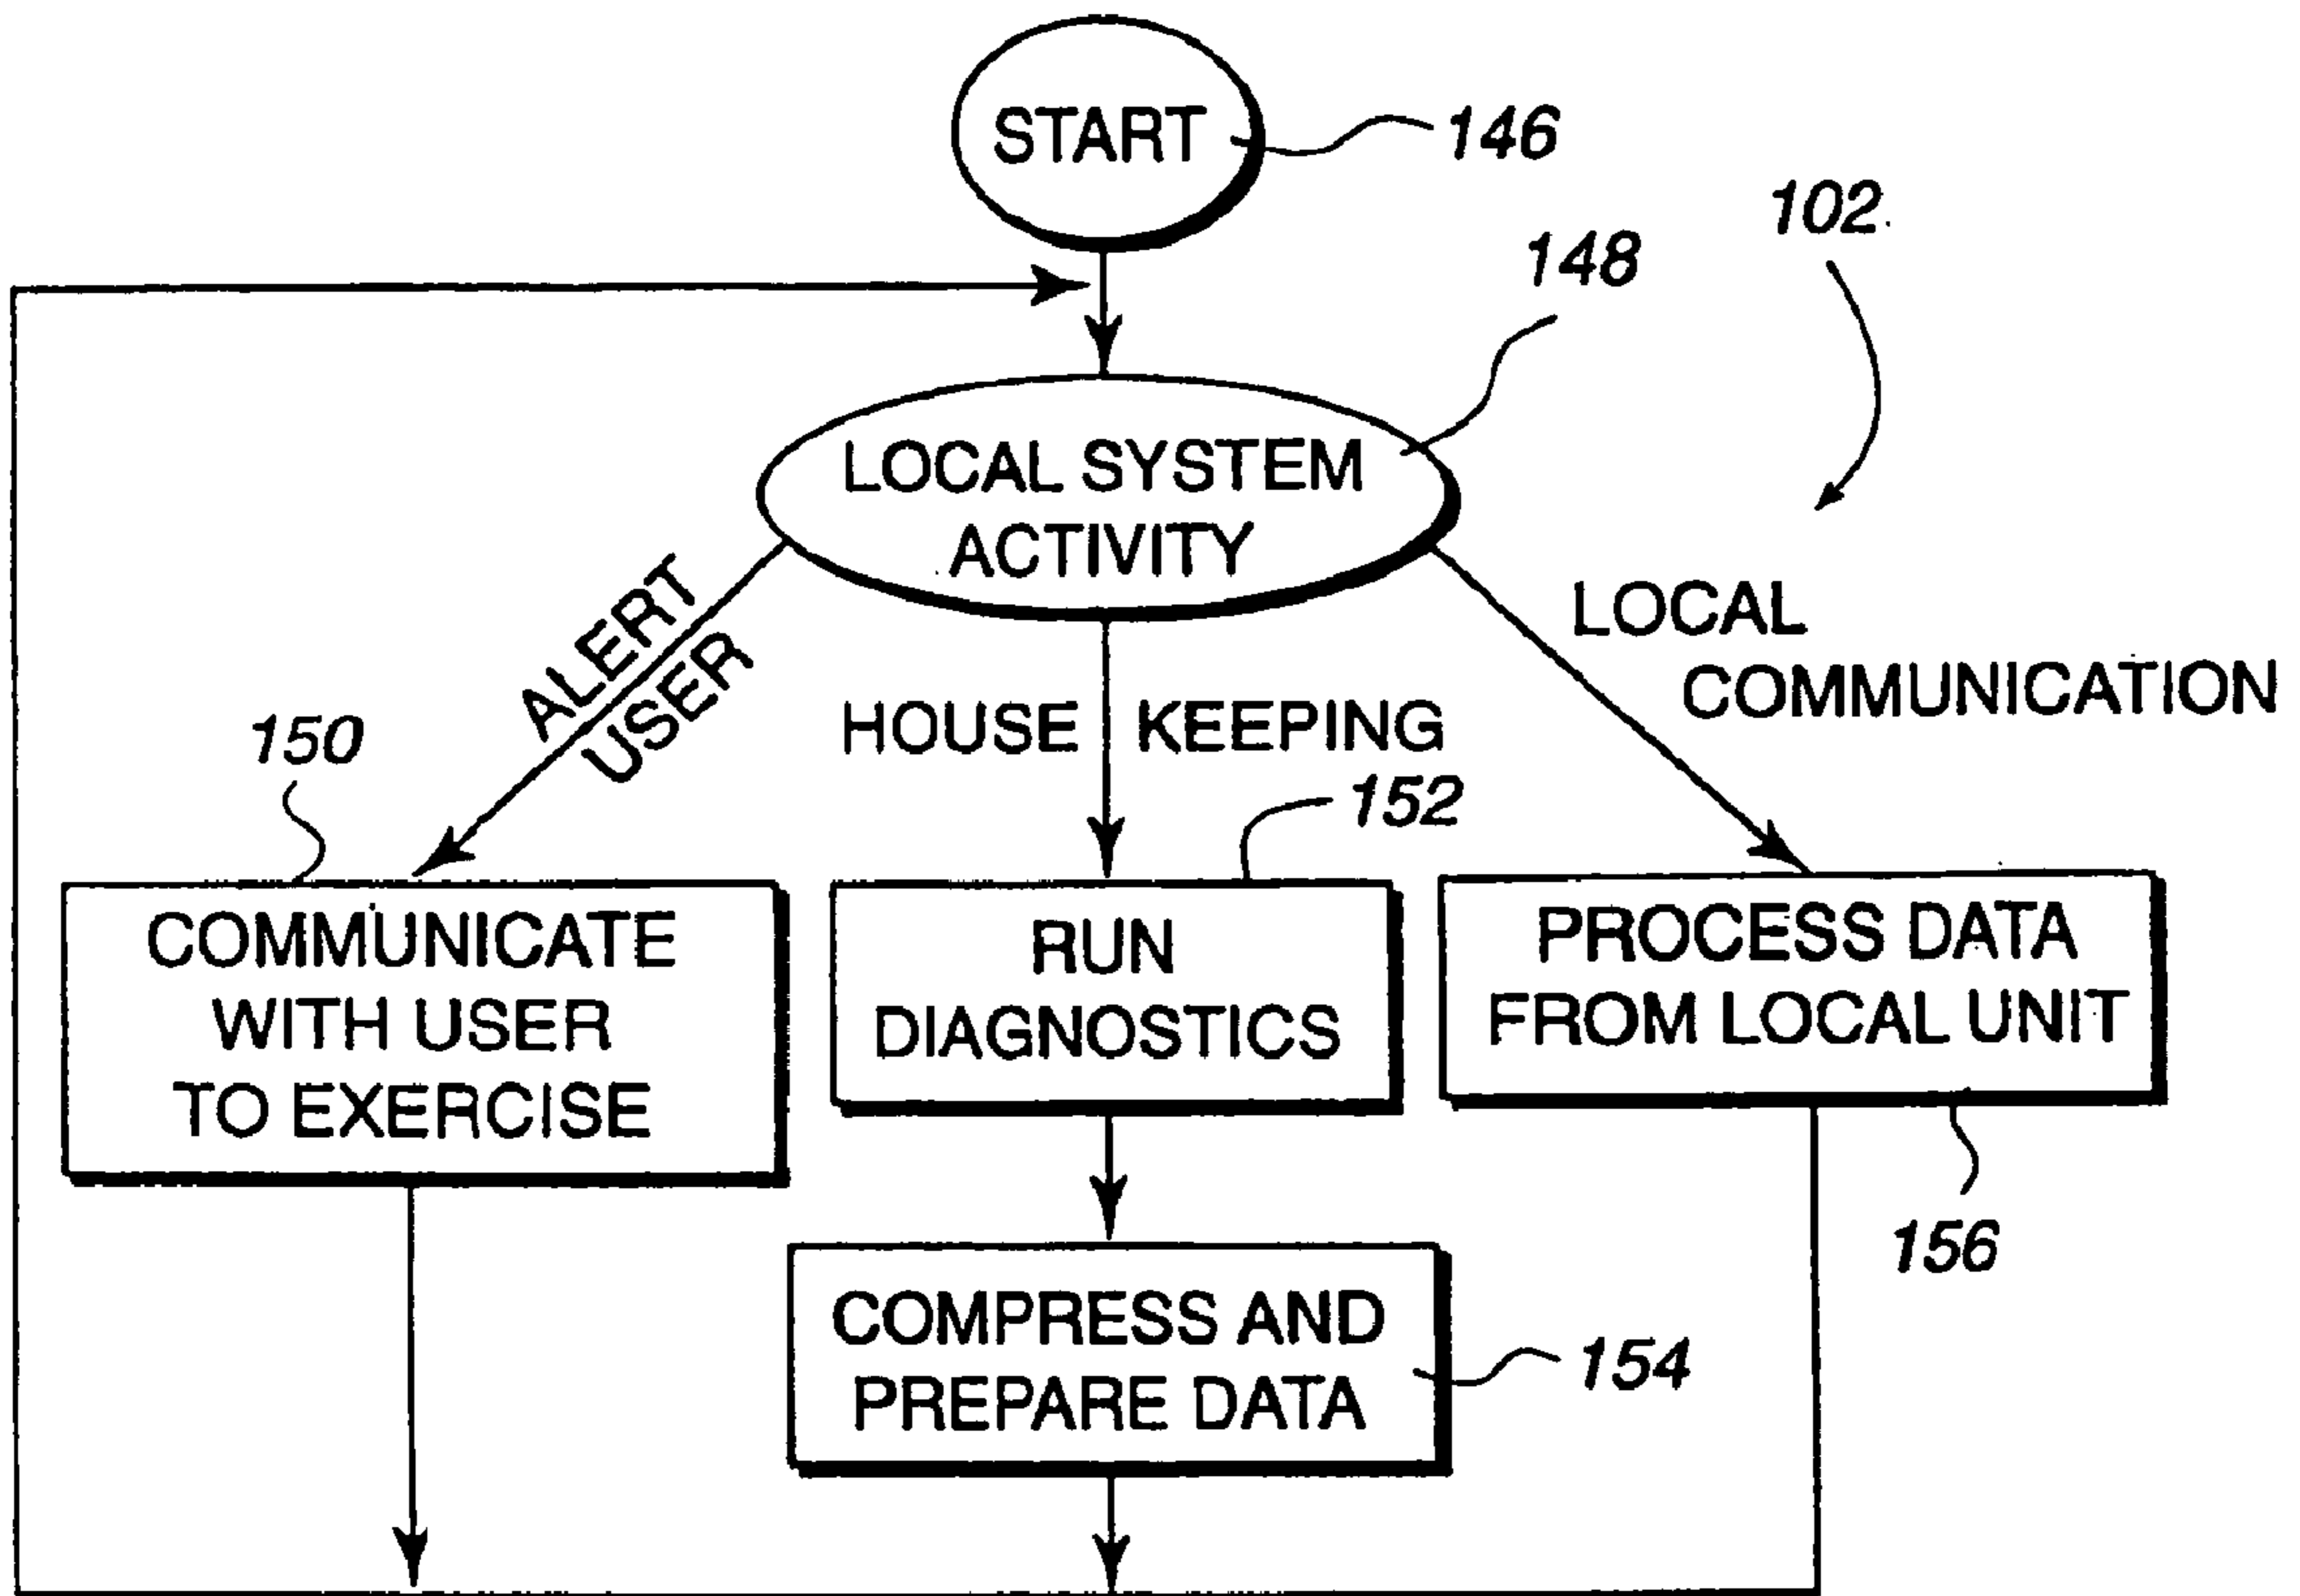 START
146
102
148
LOCAL SYSTEM
ACTIVITY
ALERT
USER
LOCAL
COMMUNICATION
HOUSE KEEPING
150
152
COMMUNICATE
WITH USER
TO EXERCISE
RUN
DIAGNOSTICS
PROCESS DATA
FROM LOCAL UNIT
156
COMPRESS AND
PREPARE DATA
154